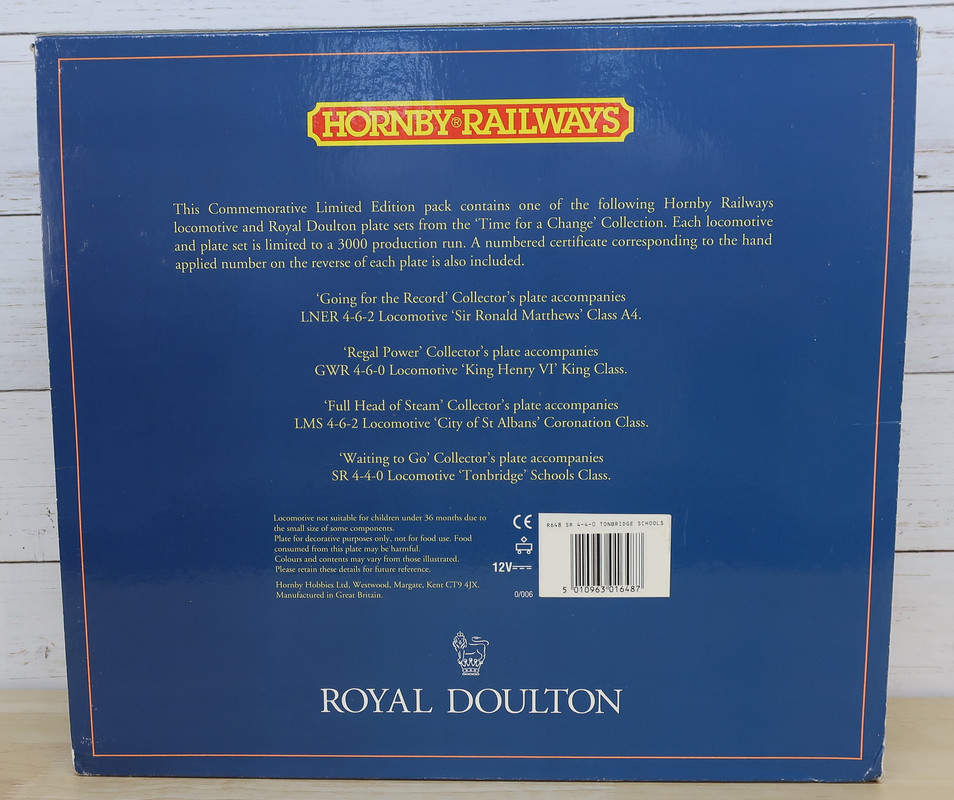 HORNBY® RAILWAYS
This Commemorative Limited Edition pack contains one of the following Hornby Railways
locomotive and Royal Doulton plate sets from the ‘Time for a Change’ Collection. Each locomotive
and plate set is limited to a 3000 production run. A numbered certificate corresponding to the hand
applied number on the reverse of each plate is also included.
‘Going for the Record’ Collector’s plate accompanies
LNER 4-6-2 Locomotive ‘Sir Ronald Matthews’ Class A4.
‘Regal Power’ Collector’s plate accompanies
GWR 4-6-0 Locomotive ‘King Henry VI’ King Class.
‘Full Head of Steam’ Collector’s plate accompanies
LMS 4-6-2 Locomotive ‘City of St Albans’ Coronation Class.
‘Waiting to Go’ Collector’s plate accompanies
SR 4-4-0 Locomotive ‘Tonbridge’ Schools Class.
Locomotive not suitable for children under 36 months due to
the small size of some components.
Plate for decorative purposes only, not for food use. Food
consumed from this plate may be harmful.
Colours and contents may vary from those illustrated.
Please retain these details for future reference.
Hornby Hobbies Ltd, Westwood, Margate, Kent CT9 4JX.
Manufactured in Great Britain.
CE
12V
0/006
R648 SR 4-4-0 TONBRIDGE SCHOOLS
5 010963 016487
ROYAL DOULTON